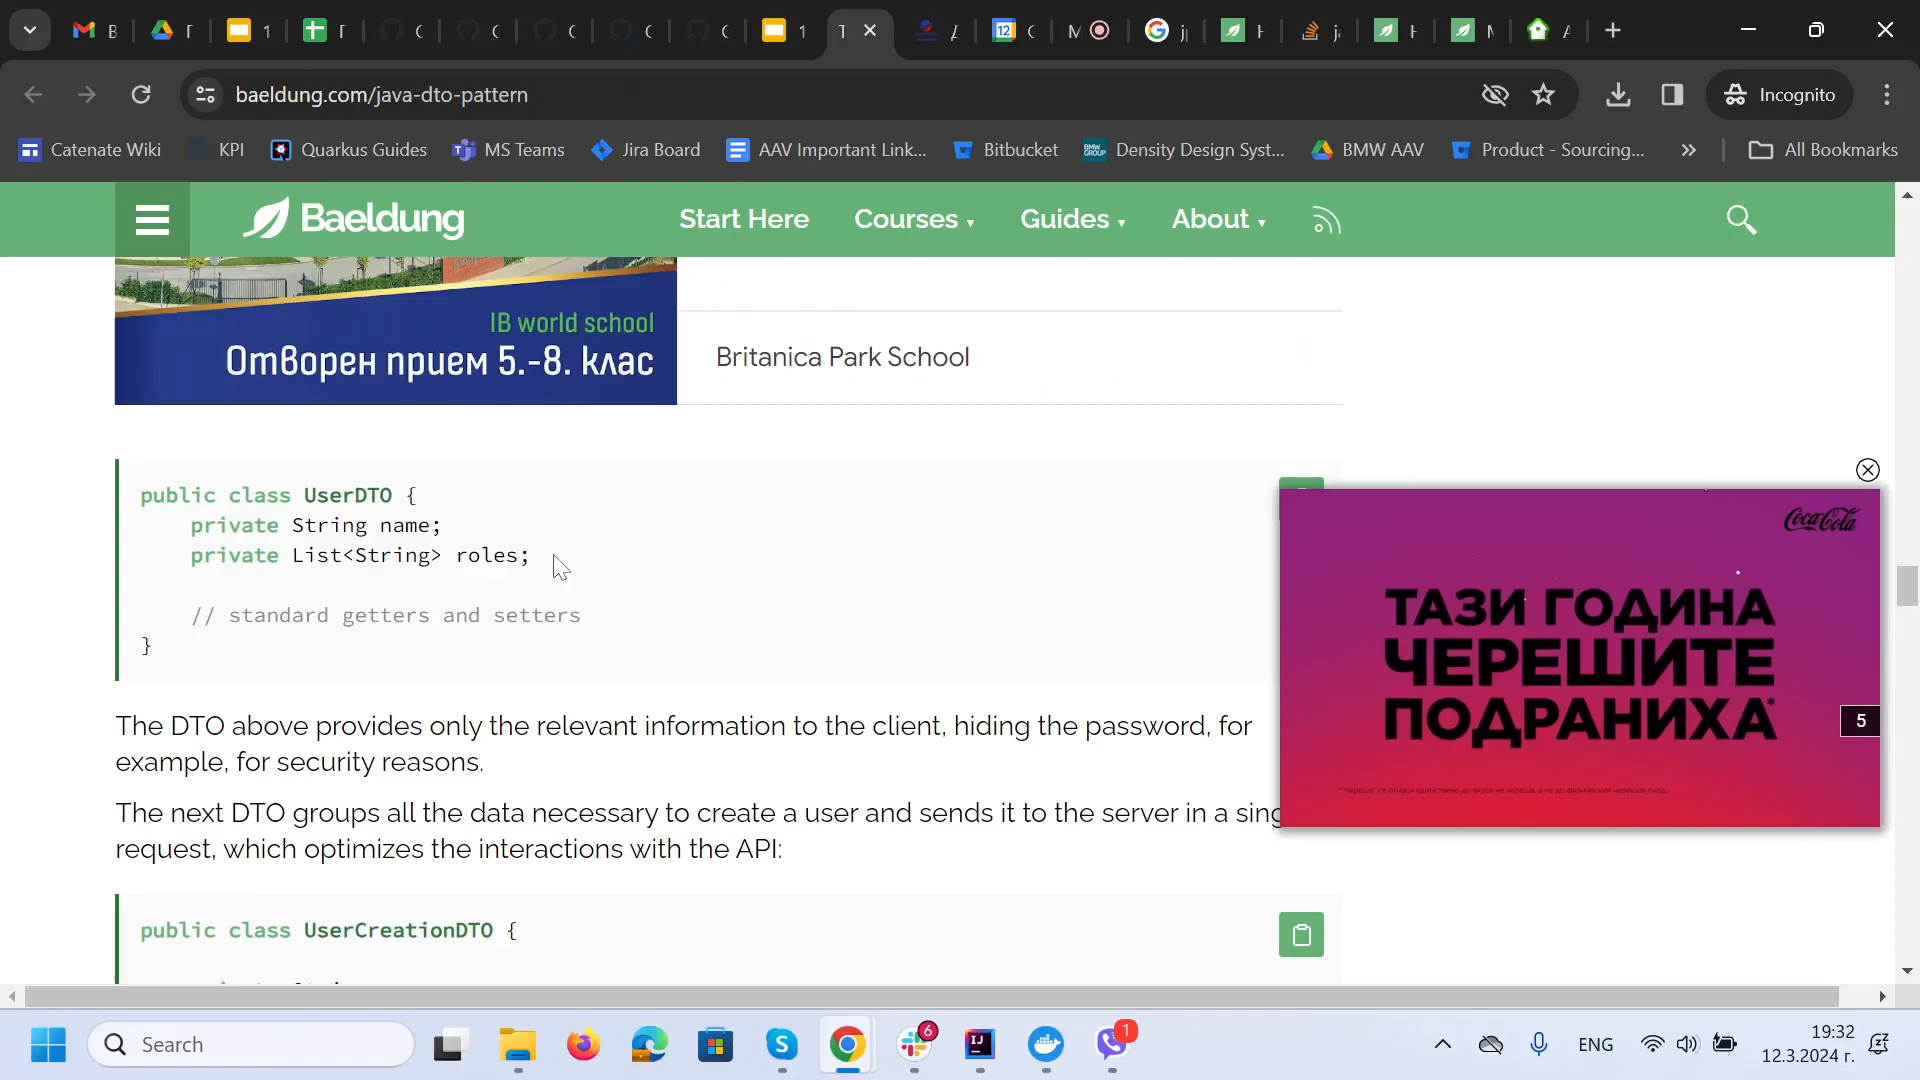 B
Г
1
Г
C
C
C
C
C
1
T
C
M
jp
H
ja
H
M
A
baeldung.com/java-dto-pattern
Incognito
Catenate Wiki
KPI
Quarkus Guides
MS Teams
Jira Board
AAV Important Link...
Bitbucket
Density Design Syst...
BMW AAV
Product - Sourcing...
»
All Bookmarks
Baeldung
Start Here
Courses
Guides
About
IB world school
Отворен прием 5.-8. клас
Britanica Park School
public class UserDTO {
private String name;
private List<String> roles;
// standard getters and setters
}
Coca-Cola
ТАЗИ ГОДИНА
ЧЕРЕШИТЕ
ПОДРАНИХА*
5
The DTO above provides only the relevant information to the client, hiding the password, for
example, for security reasons.
The next DTO groups all the data necessary to create a user and sends it to the server in a
request, which optimizes the interactions with the API:
public class UserCreationDTO {
Search
6
1
ENG
19:32
12.3.2024 г.